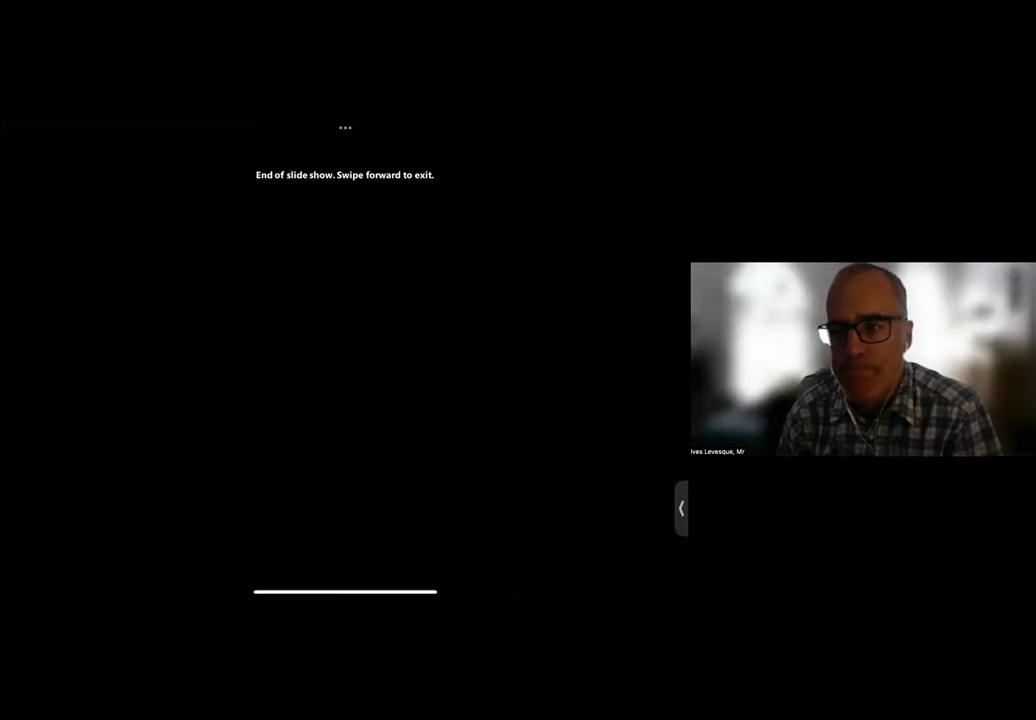 End of slide show. Swipe forward to exit.
Ives Levesque, Mr